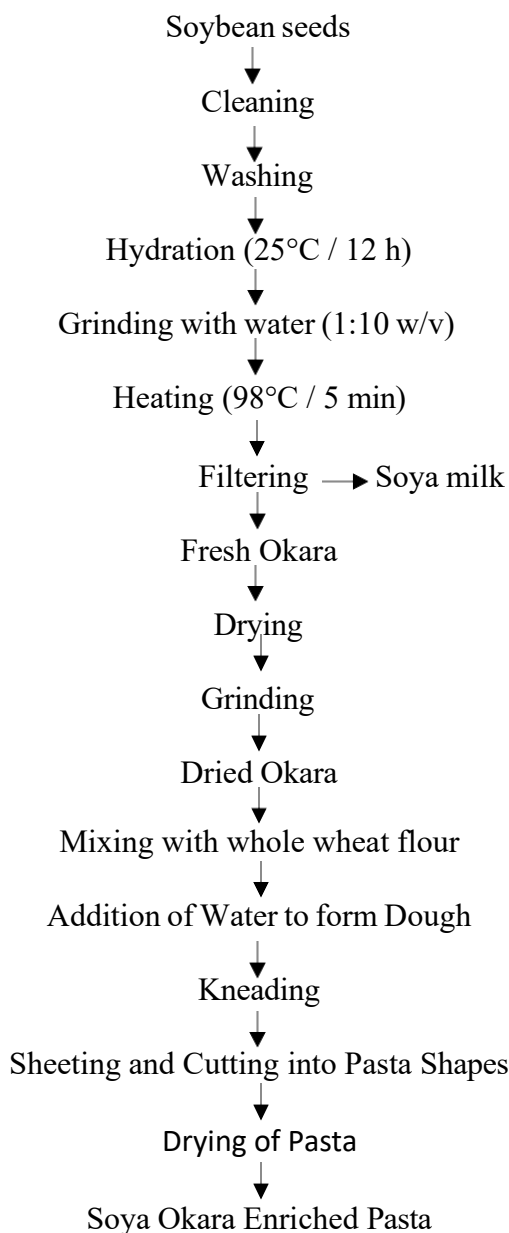 Soybean seeds
Cleaning
Washing
Hydration (25°C / 12 h)
Grinding with water (1:10 w/v)
Heating (98°C / 5 min)
Filtering
Soya milk
Fresh Okara
Drying
Grinding
Dried Okara
Mixing with whole wheat flour
Addition of Water to form Dough
Kneading
Sheeting and Cutting into Pasta Shapes
Drying of Pasta
Soya Okara Enriched Pasta